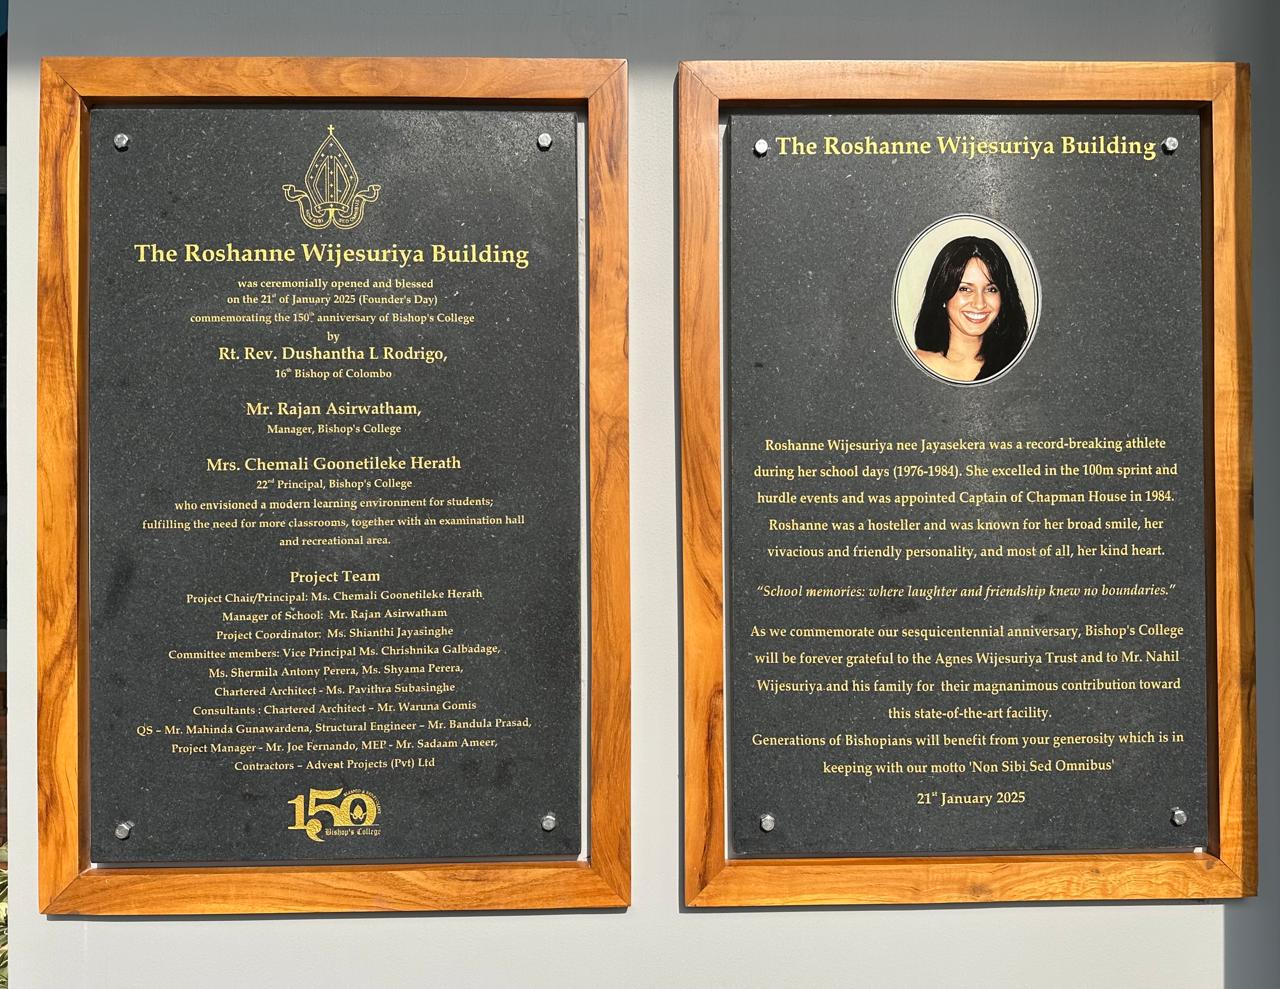 NON SIBI SED OMNIBUS
The Roshanne Wijesuriya Building
was ceremonially opened and blessed
on the 21st of January 2025 (Founder's Day)
commemorating the 150th anniversary of Bishop's College
by
Rt. Rev. Dushantha L Rodrigo,
16th Bishop of Colombo
Mr. Rajan Asirwatham,
Manager, Bishop's College
Mrs. Chemali Goonetileke Herath
22nd Principal, Bishop's College
who envisioned a modern learning environment for students;
fulfilling the need for more classrooms, together with an examination hall
and recreational area.
Project Team
Project Chair/Principal: Ms. Chemali Goonetileke Herath
Manager of School: Mr. Rajan Asirwatham
Project Coordinator: Ms. Shianthi Jayasinghe
Committee members: Vice Principal Ms. Chrishnika Galbadage,
Ms. Shermila Antony Perera, Ms. Shyama Perera,
Chartered Architect - Ms. Pavithra Subasinghe
Consultants : Chartered Architect – Mr. Waruna Gomis
QS – Mr. Mahinda Gunawardena, Structural Engineer – Mr. Bandula Prasad,
Project Manager - Mr. Joe Fernando, MEP - Mr. Sadaam Ameer,
Contractors – Advent Projects (Pvt) Ltd
150
Bishop's College
The Roshanne Wijesuriya Building
Roshanne Wijesuriya nee Jayasekera was a record-breaking athlete
during her school days (1976-1984). She excelled in the 100m sprint and
hurdle events and was appointed Captain of Chapman House in 1984.
Roshanne was a hosteller and was known for her broad smile, her
vivacious and friendly personality, and most of all, her kind heart.
“School memories: where laughter and friendship knew no boundaries.”
As we commemorate our sesquicentennial anniversary, Bishop's College
will be forever grateful to the Agnes Wijesuriya Trust and to Mr. Nahil
Wijesuriya and his family for their magnanimous contribution toward
this state-of-the-art facility.
Generations of Bishopians will benefit from your generosity which is in
keeping with our motto 'Non Sibi Sed Omnibus'
21st January 2025